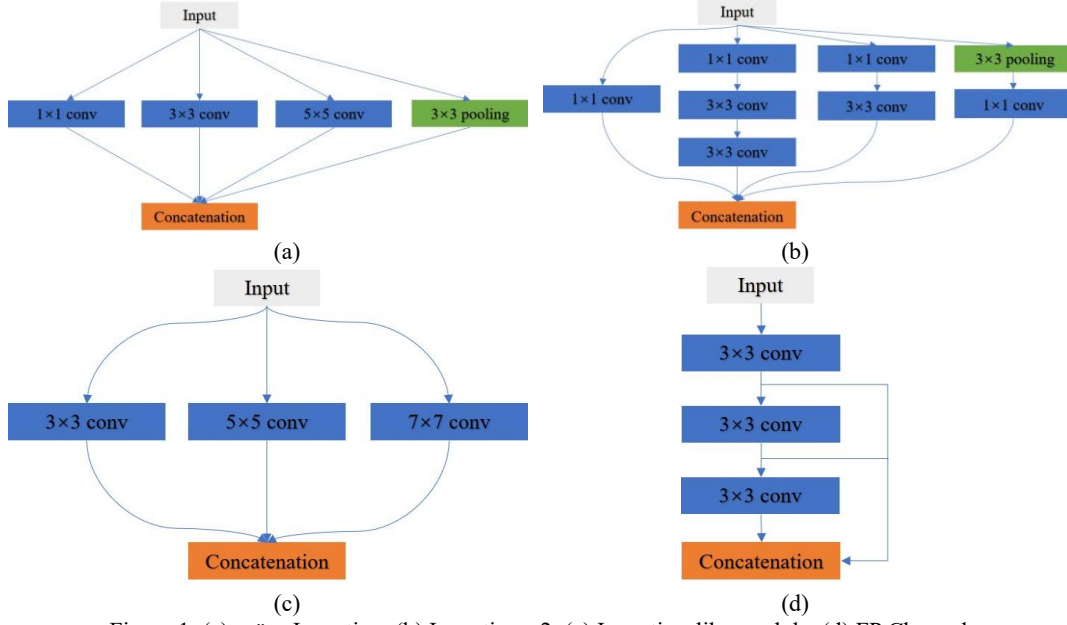 Input
1×1 conv
3×3 conv
5×5 conv
3×3 pooling
Concatenation
(a)
Input
1×1 conv
1×1 conv
3×3 pooling
1×1 conv
3×3 conv
3×3 conv
1×1 conv
3×3 conv
Concatenation
(b)
Input
3×3 conv
5×5 conv
7×7 conv
Concatenation
(c)
Input
3×3 conv
3×3 conv
3×3 conv
Concatenation
(d)